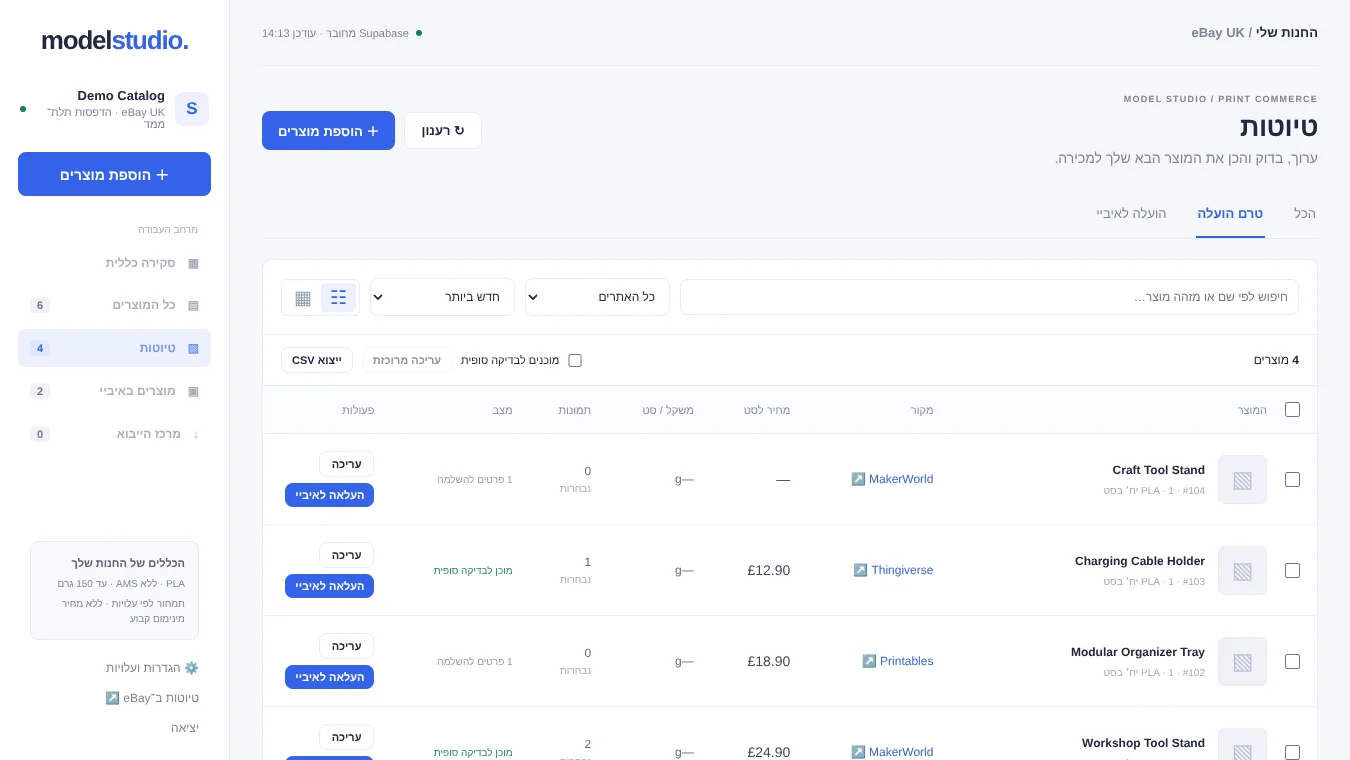 modelstudio.
S
Demo Catalog
eBay UK · הדפסות תלת־
ממד
＋ הוספת מוצרים
מרחב העבודה
סקירה כללית
כל המוצרים 6
טיוטות 4
מוצרים באיביי 2
↓ מרכז הייבוא 0
הכללים של החנות שלך
PLA · ללא AMS · עד 150 גרם
תמחור לפי עלויות · ללא מחיר
מינימום קבוע
⚙️ הגדרות ועלויות
טיוטות ב־eBay ↗️
יציאה
החנות שלי / eBay UK
Supabase מחובר · עודכן 14:13
MODEL STUDIO / PRINT COMMERCE
טיוטות
ערוך, בדוק והכן את המוצר הבא שלך למכירה.
↻ רענון
＋ הוספת מוצרים
הכל
טרם הועלה
הועלה לאיביי
חיפוש לפי שם או מזהה מוצר…
כל האתרים
חדש ביותר
4 מוצרים
מוכנים לבדיקה סופית
עריכה מרוכזת
ייצוא CSV
המוצר מקור מחיר לסט משקל / סט תמונות מצב פעולות
Craft Tool Stand
#104 · PLA · 1 יח׳ בסט
MakerWorld ↗️
—
—g
0
נבחרות
1 פרטים להשלמה
עריכה
העלאה לאיביי
Charging Cable Holder
#103 · PLA · 1 יח׳ בסט
Thingiverse ↗️
£12.90
—g
1
נבחרות
מוכן לבדיקה סופית
עריכה
העלאה לאיביי
Modular Organizer Tray
#102 · PLA · 1 יח׳ בסט
Printables ↗️
£18.90
—g
0
נבחרות
1 פרטים להשלמה
עריכה
העלאה לאיביי
Workshop Tool Stand
MakerWorld ↗️
£24.90
—g
2
מוכן לבדיקה סופית
עריכה